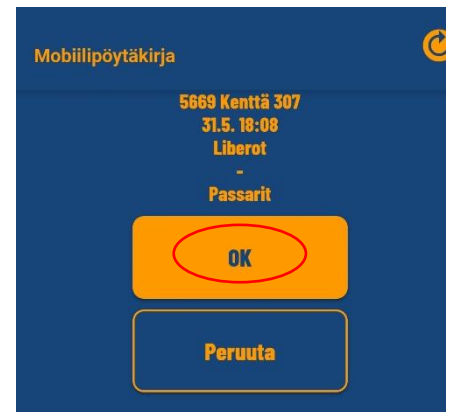 Mobiilipöytäkirja
5669 Kenttä 307
31.5. 18:08
Liberot
-
Passarit
OK
Peruuta